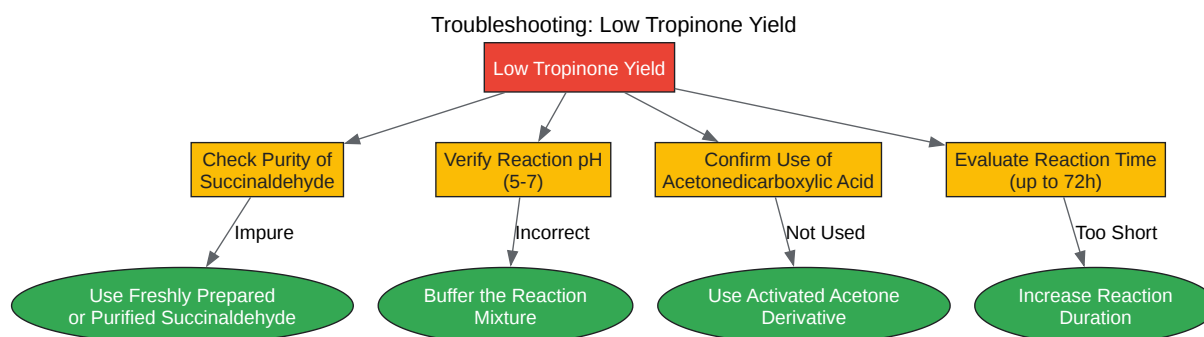 Troubleshooting: Low Tropinone Yield
Low Tropinone Yield
Check Purity of
Succinaldehyde
Verify Reaction pH
(5-7)
Confirm Use of
Acetonedicarboxylic Acid
Evaluate Reaction Time
(up to 72h)
Impure
Incorrect
Not Used
Too Short
Use Freshly Prepared
or Purified Succinaldehyde
Buffer the Reaction
Mixture
Use Activated Acetone
Derivative
Increase Reaction
Duration